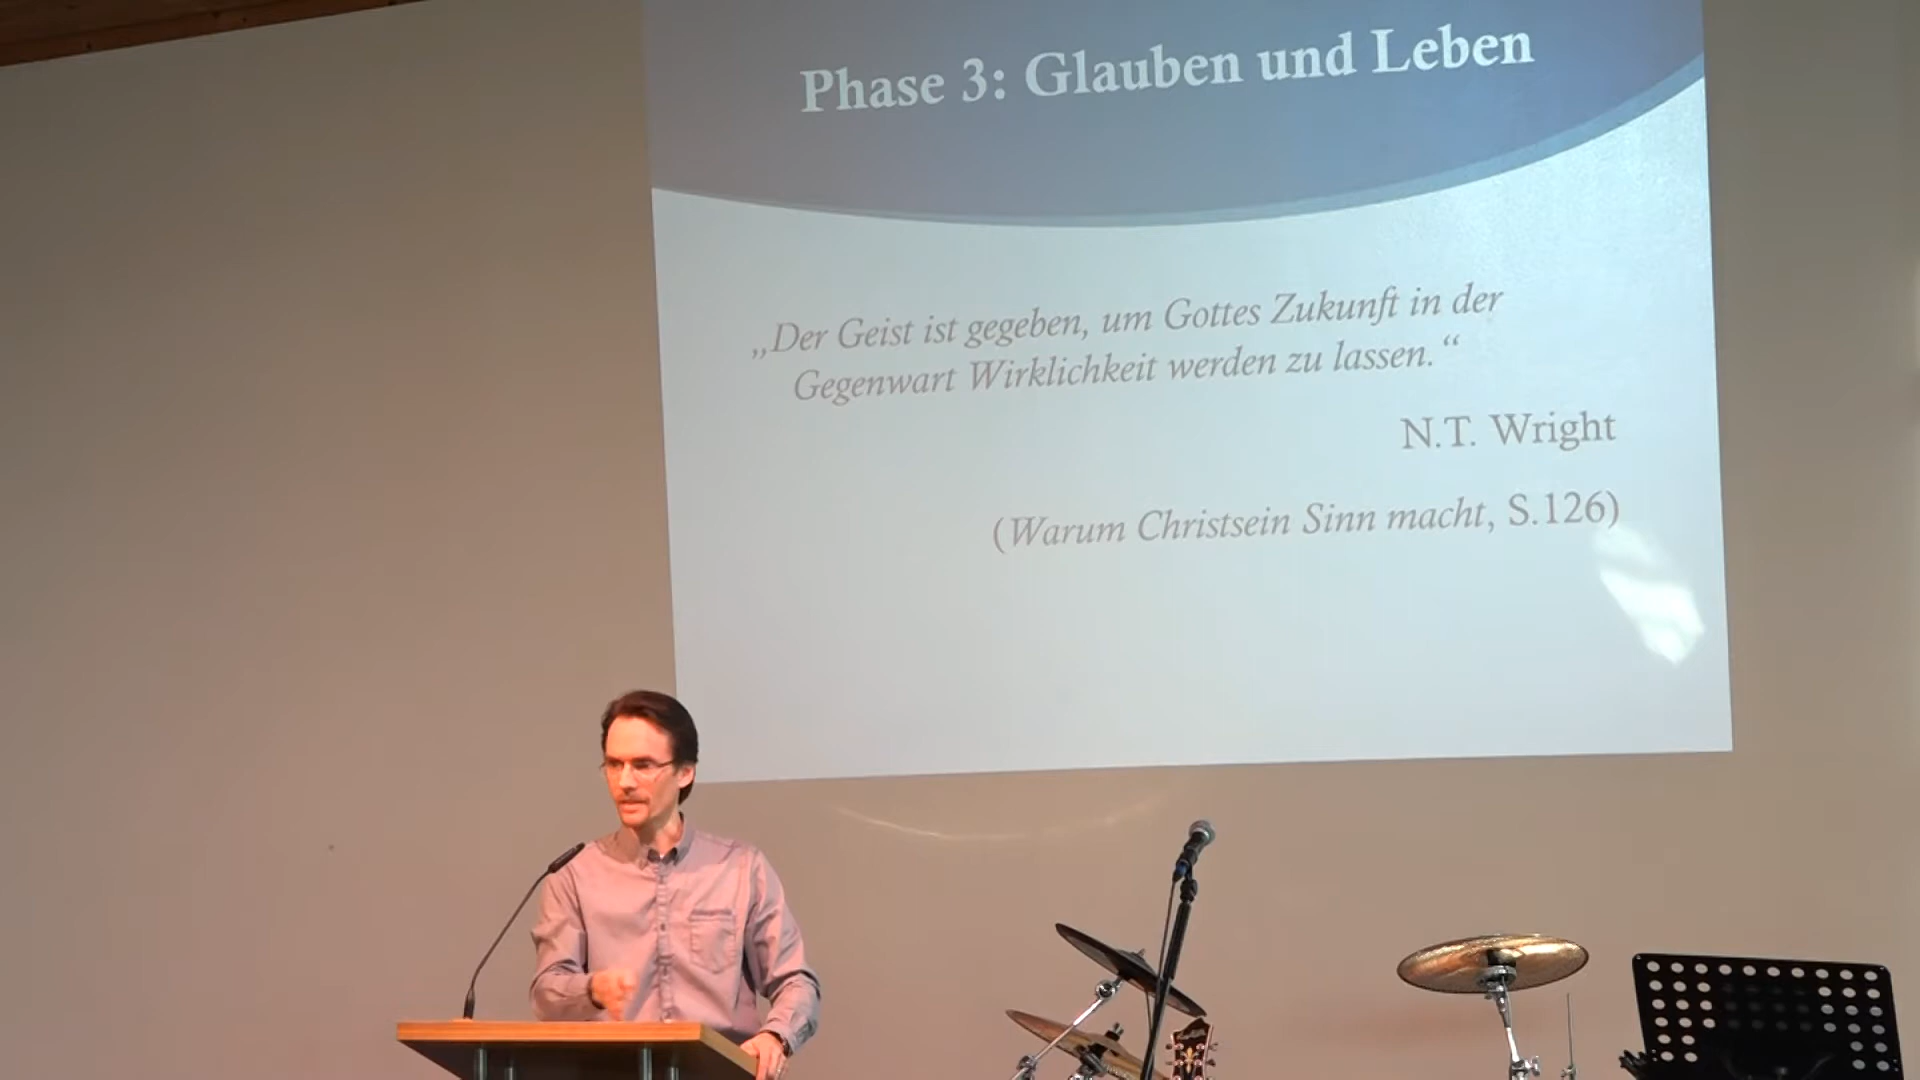 Phase 3: Glauben und Leben
„Der Geist ist gegeben, um Gottes Zukunft in der
Gegenwart Wirklichkeit werden zu lassen.“
N.T. Wright
(Warum Christsein Sinn macht, S.126)